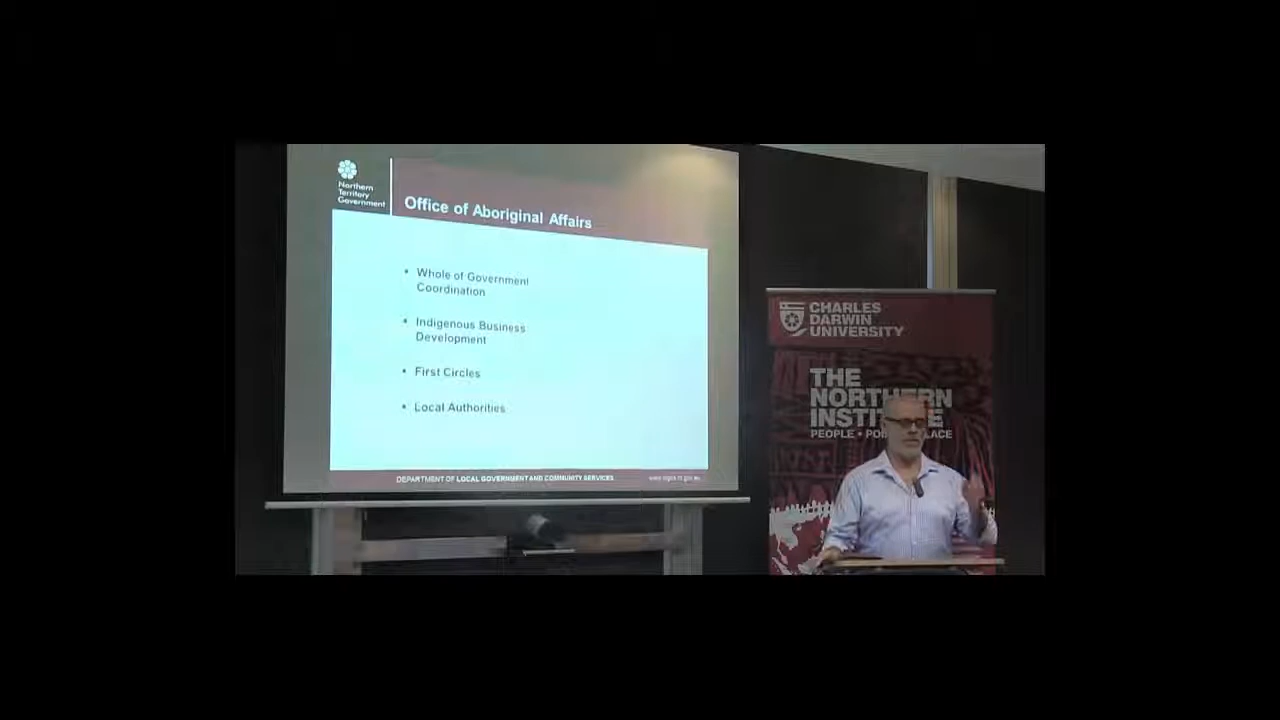 Northern
Territory
Government
Office of Aboriginal Affairs
• Whole of Government
Coordination
• Indigenous Business
Development
• First Circles
• Local Authorities
DEPARTMENT OF LOCAL GOVERNMENT AND COMMUNITY SERVICES
CHARLES
DARWIN
UNIVERSITY
THE
NORTHERN
PEOPLE •